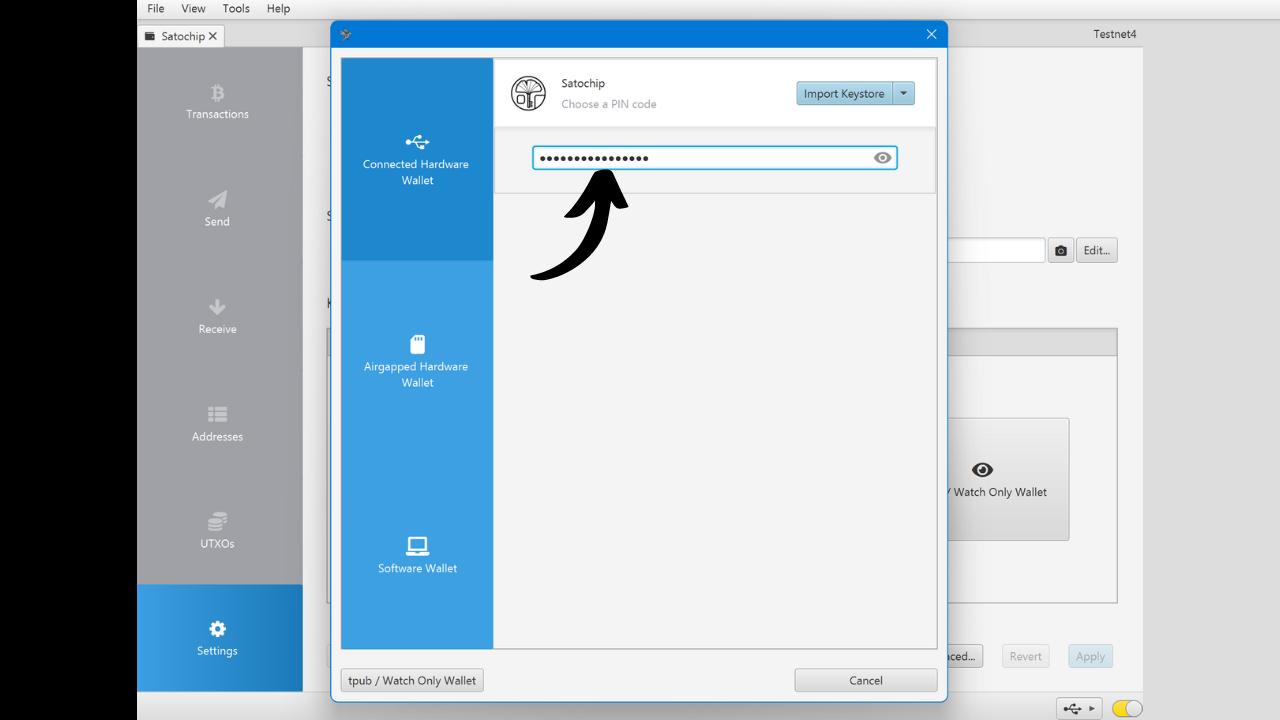 File View Tools Help
Satochip
Testnet4
Transactions
Send
Receive
Addresses
UTXOs
Settings
Connected Hardware
Wallet
Airgapped Hardware
Wallet
Software Wallet
Satochip
Choose a PIN code
Import Keystore
Edit...
/ Watch Only Wallet
Revert
Apply
tpub / Watch Only Wallet
Cancel